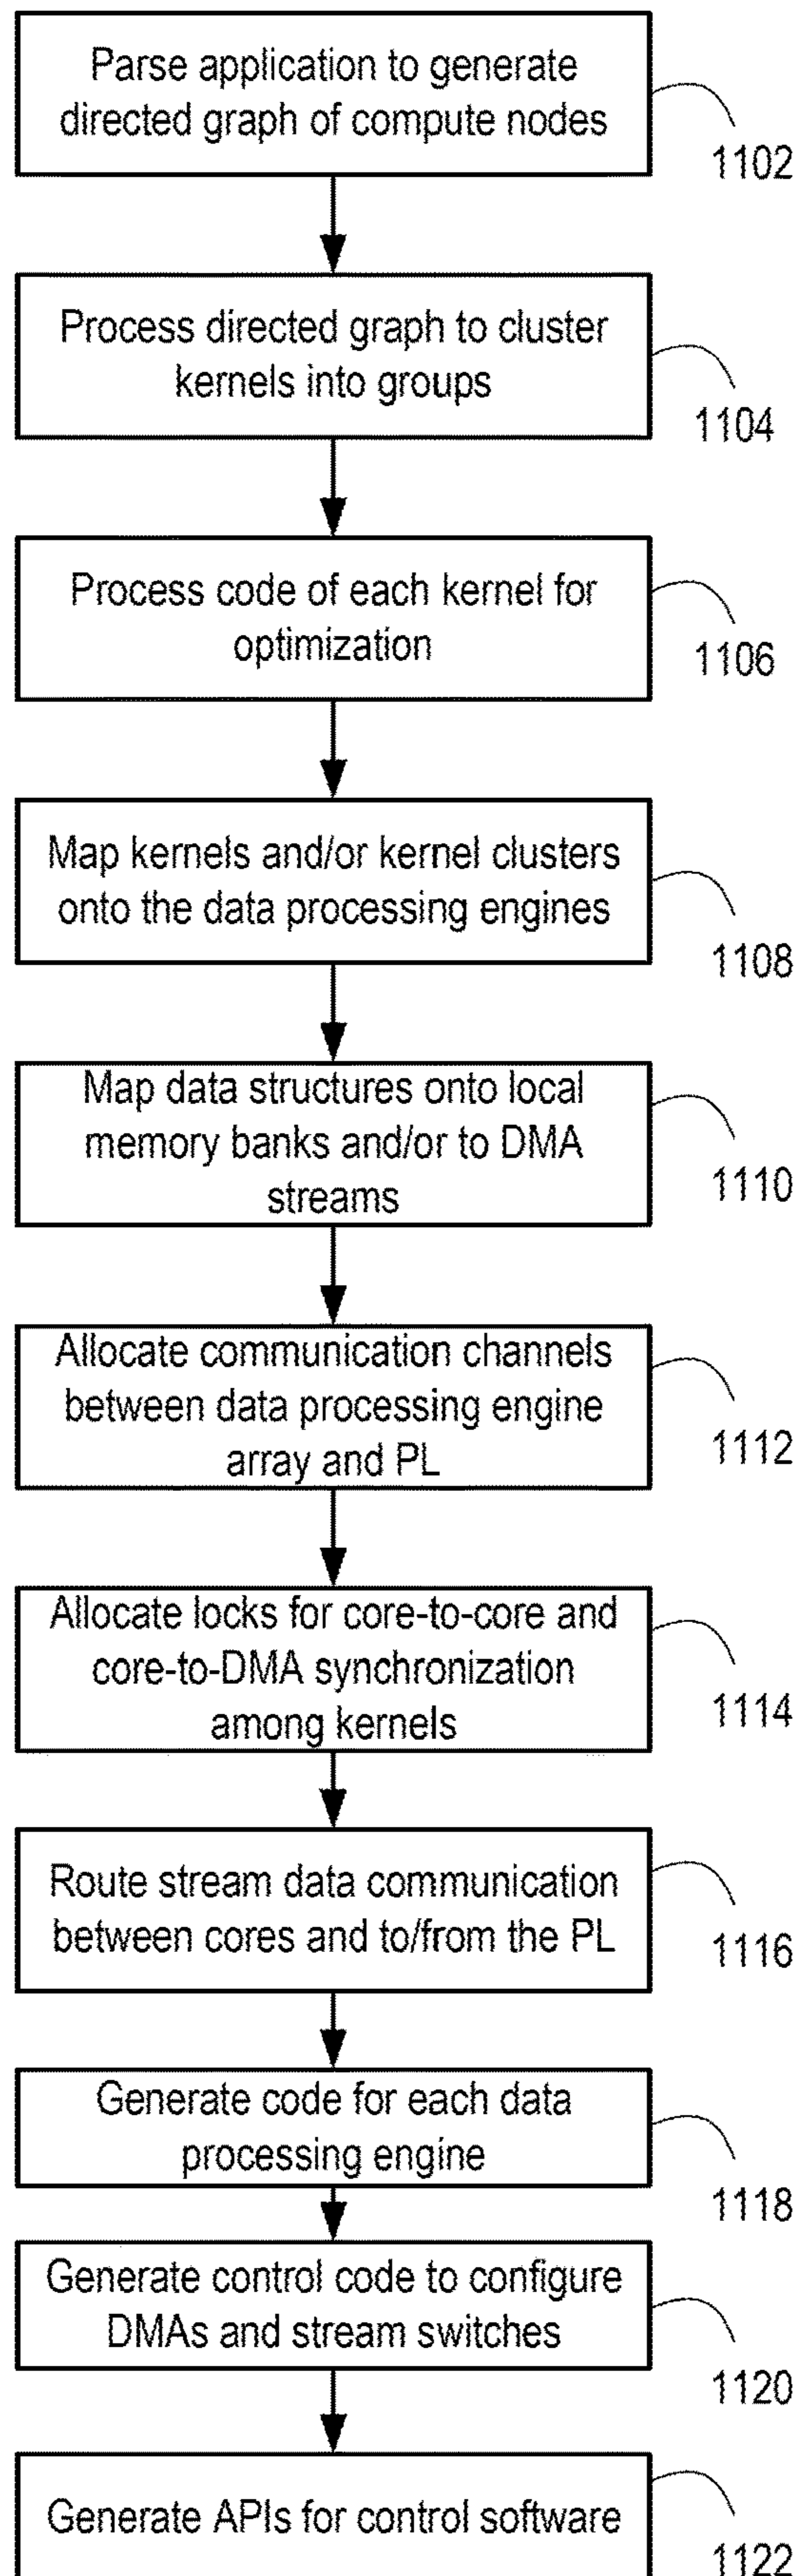 Parse application to generate
directed graph of compute nodes
1102
Process directed graph to cluster
kernels into groups
1104
Process code of each kernel for
optimization
1106
Map kernels and/or kernel clusters
onto the data processing engines
1108
Map data structures onto local
memory banks and/or to DMA
streams
1110
Allocate communication channels
between data processing engine
array and PL
1112
Allocate locks for core-to-core and
core-to-DMA synchronization
among kernels
1114
Route stream data communication
between cores and to/from the PL
1116
Generate code for each data
processing engine
1118
Generate control code to configure
DMAs and stream switches
1120
Generate APIs for control software
1122